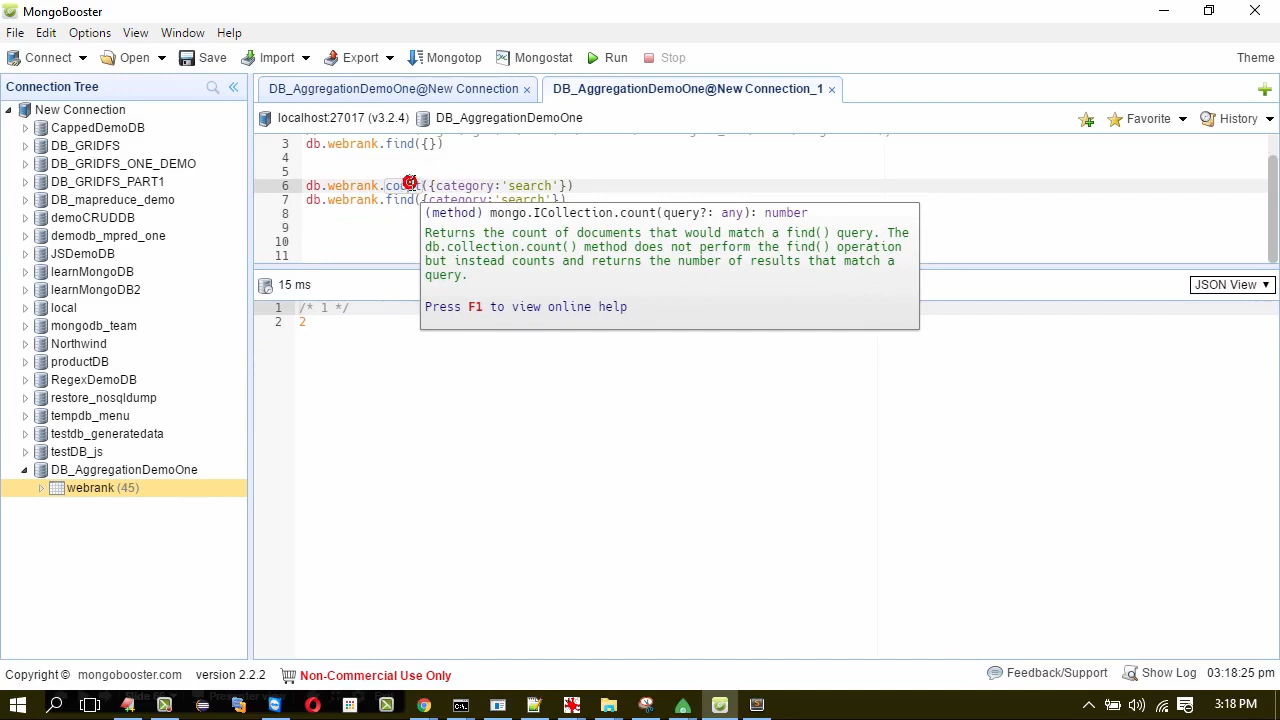 MongoBooster
File Edit Options View Window Help
Connect Open Save Import Export Mongotop Mongostat Run Stop Theme
Connection Tree
DB_AggregationDemoOne@New Connection × DB_AggregationDemoOne@New Connection_1 ×
New Connection
localhost:27017 (v3.2.4) DB_AggregationDemoOne Favorite History
CappedDemoDB
DB_GRIDFS
DB_GRIDFS_ONE_DEMO
DB_GRIDFS_PART1
DB_mapreduce_demo
demoCRUDDB
demodb_mpred_one
JSDemoDB
learnMongoDB
learnMongoDB2
local
mongodb_team
Northwind
productDB
RegexDemoDB
restore_nosqldump
tempdb_menu
testdb_generatedata
testDB_js
DB_AggregationDemoOne
webrank (45)
3 db.webrank.find({})
4
5
6 db.webrank.count({category:'search'})
7 db.webrank.find({category:'search'})
8
9
10
11
(method) mongo.ICollection.count(query?: any): number
Returns the count of documents that would match a find() query. The
db.collection.count() method does not perform the find() operation
but instead counts and returns the number of results that match a
query.
Press F1 to view online help
15 ms JSON View
1 /* 1 */
2 2
Copyright © mongobooster.com version 2.2.2 Non-Commercial Use Only Feedback/Support Show Log 03:18:25 pm
3:18 PM